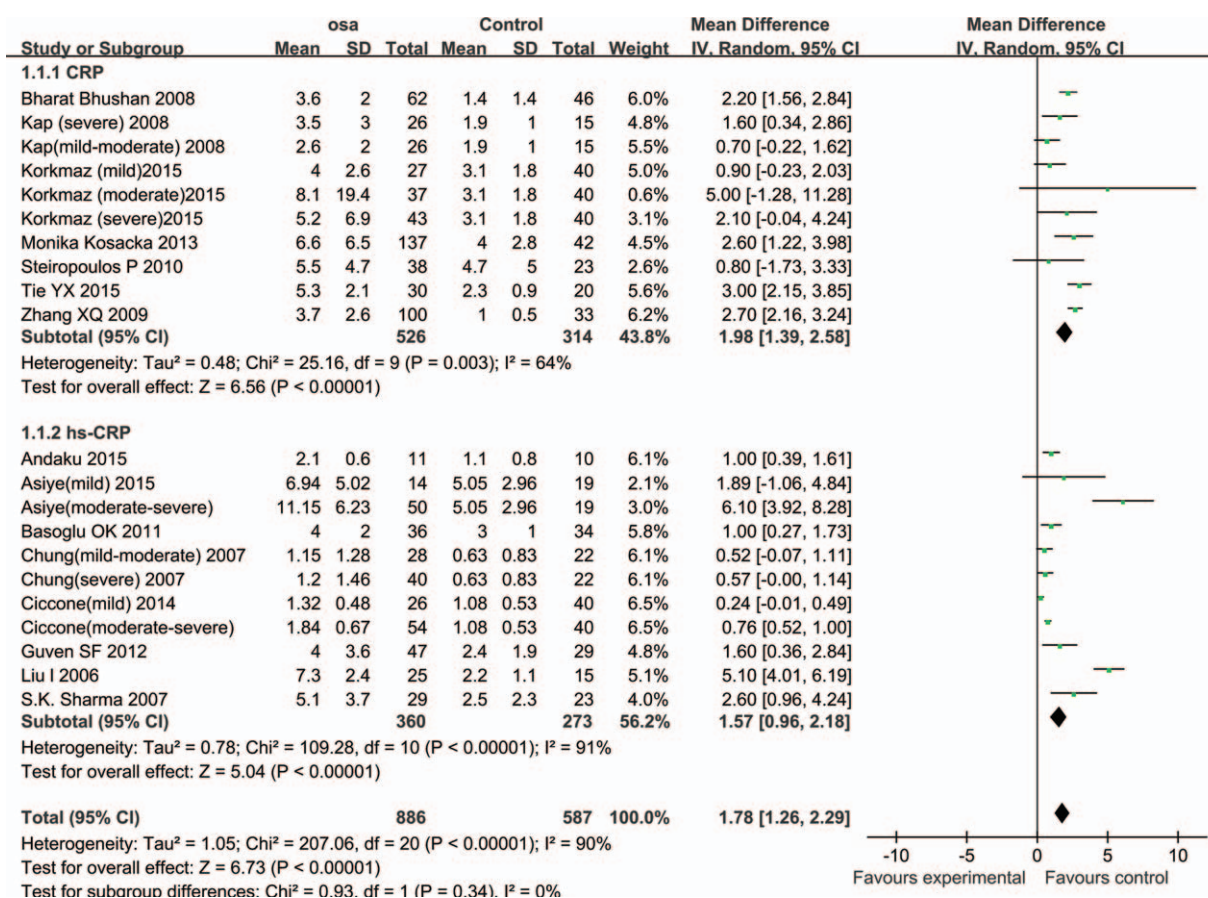 osa Control Mean Difference Mean Difference
Study or Subgroup Mean SD Total Mean SD Total Weight IV, Random, 95% CI IV, Random, 95% CI
1.1.1 CRP
Bharat Bhushan 2008 3.6 2 62 1.4 1.4 46 6.0% 2.20 [1.56, 2.84]
Kap (severe) 2008 3.5 3 26 1.9 1 15 4.8% 1.60 [0.34, 2.86]
Kap(mild-moderate) 2008 2.6 2 26 1.9 1 15 5.5% 0.70 [-0.22, 1.62]
Korkmaz (mild)2015 4 2.6 27 3.1 1.8 40 5.0% 0.90 [-0.23, 2.03]
Korkmaz (moderate)2015 8.1 19.4 37 3.1 1.8 40 0.6% 5.00 [-1.28, 11.28]
Korkmaz (severe)2015 5.2 6.9 43 3.1 1.8 40 3.1% 2.10 [-0.04, 4.24]
Monika Kosacka 2013 6.6 6.5 137 4 2.8 42 4.5% 2.60 [1.22, 3.98]
Steiropoulos P 2010 5.5 4.7 38 4.7 5 23 2.6% 0.80 [-1.73, 3.33]
Tie YX 2015 5.3 2.1 30 2.3 0.9 20 5.6% 3.00 [2.15, 3.85]
Zhang XQ 2009 3.7 2.6 100 1 0.5 33 6.2% 2.70 [2.16, 3.24]
Subtotal (95% CI) 526 314 43.8% 1.98 [1.39, 2.58]
Heterogeneity: Tau² = 0.48; Chi² = 25.16, df = 9 (P = 0.003); I² = 64%
Test for overall effect: Z = 6.56 (P < 0.00001)
1.1.2 hs-CRP
Andaku 2015 2.1 0.6 11 1.1 0.8 10 6.1% 1.00 [0.39, 1.61]
Asiye(mild) 2015 6.94 5.02 14 5.05 2.96 19 2.1% 1.89 [-1.06, 4.84]
Asiye(moderate-severe) 11.15 6.23 50 5.05 2.96 19 3.0% 6.10 [3.92, 8.28]
Basoglu OK 2011 4 2 36 3 1 34 5.8% 1.00 [0.27, 1.73]
Chung(mild-moderate) 2007 1.15 1.28 28 0.63 0.83 22 6.1% 0.52 [-0.07, 1.11]
Chung(severe) 2007 1.2 1.46 40 0.63 0.83 22 6.1% 0.57 [-0.00, 1.14]
Ciccone(mild) 2014 1.32 0.48 26 1.08 0.53 40 6.5% 0.24 [-0.01, 0.49]
Ciccone(moderate-severe) 1.84 0.67 54 1.08 0.53 40 6.5% 0.76 [0.52, 1.00]
Guven SF 2012 4 3.6 47 2.4 1.9 29 4.8% 1.60 [0.36, 2.84]
Liu l 2006 7.3 2.4 25 2.2 1.1 15 5.1% 5.10 [4.01, 6.19]
S.K. Sharma 2007 5.1 3.7 29 2.5 2.3 23 4.0% 2.60 [0.96, 4.24]
Subtotal (95% CI) 360 273 56.2% 1.57 [0.96, 2.18]
Heterogeneity: Tau² = 0.78; Chi² = 109.28, df = 10 (P < 0.00001); I² = 91%
Test for overall effect: Z = 5.04 (P < 0.00001)
Total (95% CI) 886 587 100.0% 1.78 [1.26, 2.29]
Heterogeneity: Tau² = 1.05; Chi² = 207.06, df = 20 (P < 0.00001); I² = 90%
Test for overall effect: Z = 6.73 (P < 0.00001)
Test for subgroup differences: Chi² = 0.93, df = 1 (P = 0.34), I² = 0%
-10 -5 0 5 10
Favours experimental Favours control